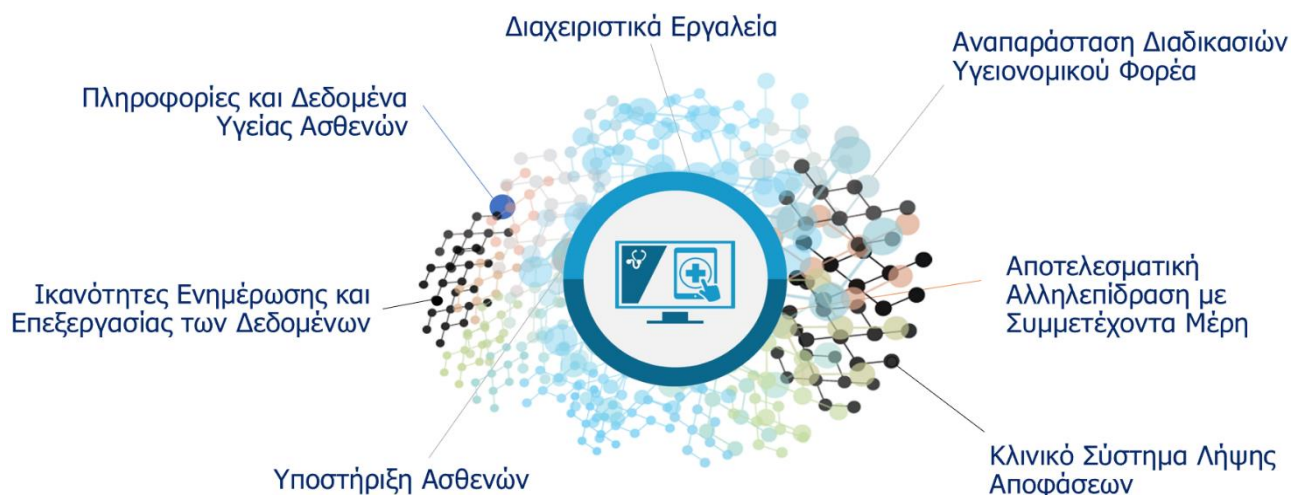 Διαχειριστικά Εργαλεία
Αναπαράσταση Διαδικασιών
Υγειονομικού Φορέα
Πληροφορίες και Δεδομένα
Υγείας Ασθενών
Ικανότητες Ενημέρωσης και
Επεξεργασίας των Δεδομένων
Αποτελεσματική
Αλληλεπίδραση με
Συμμετέχοντα Μέρη
Υποστήριξη Ασθενών
Κλινικό Σύστημα Λήψης
Αποφάσεων